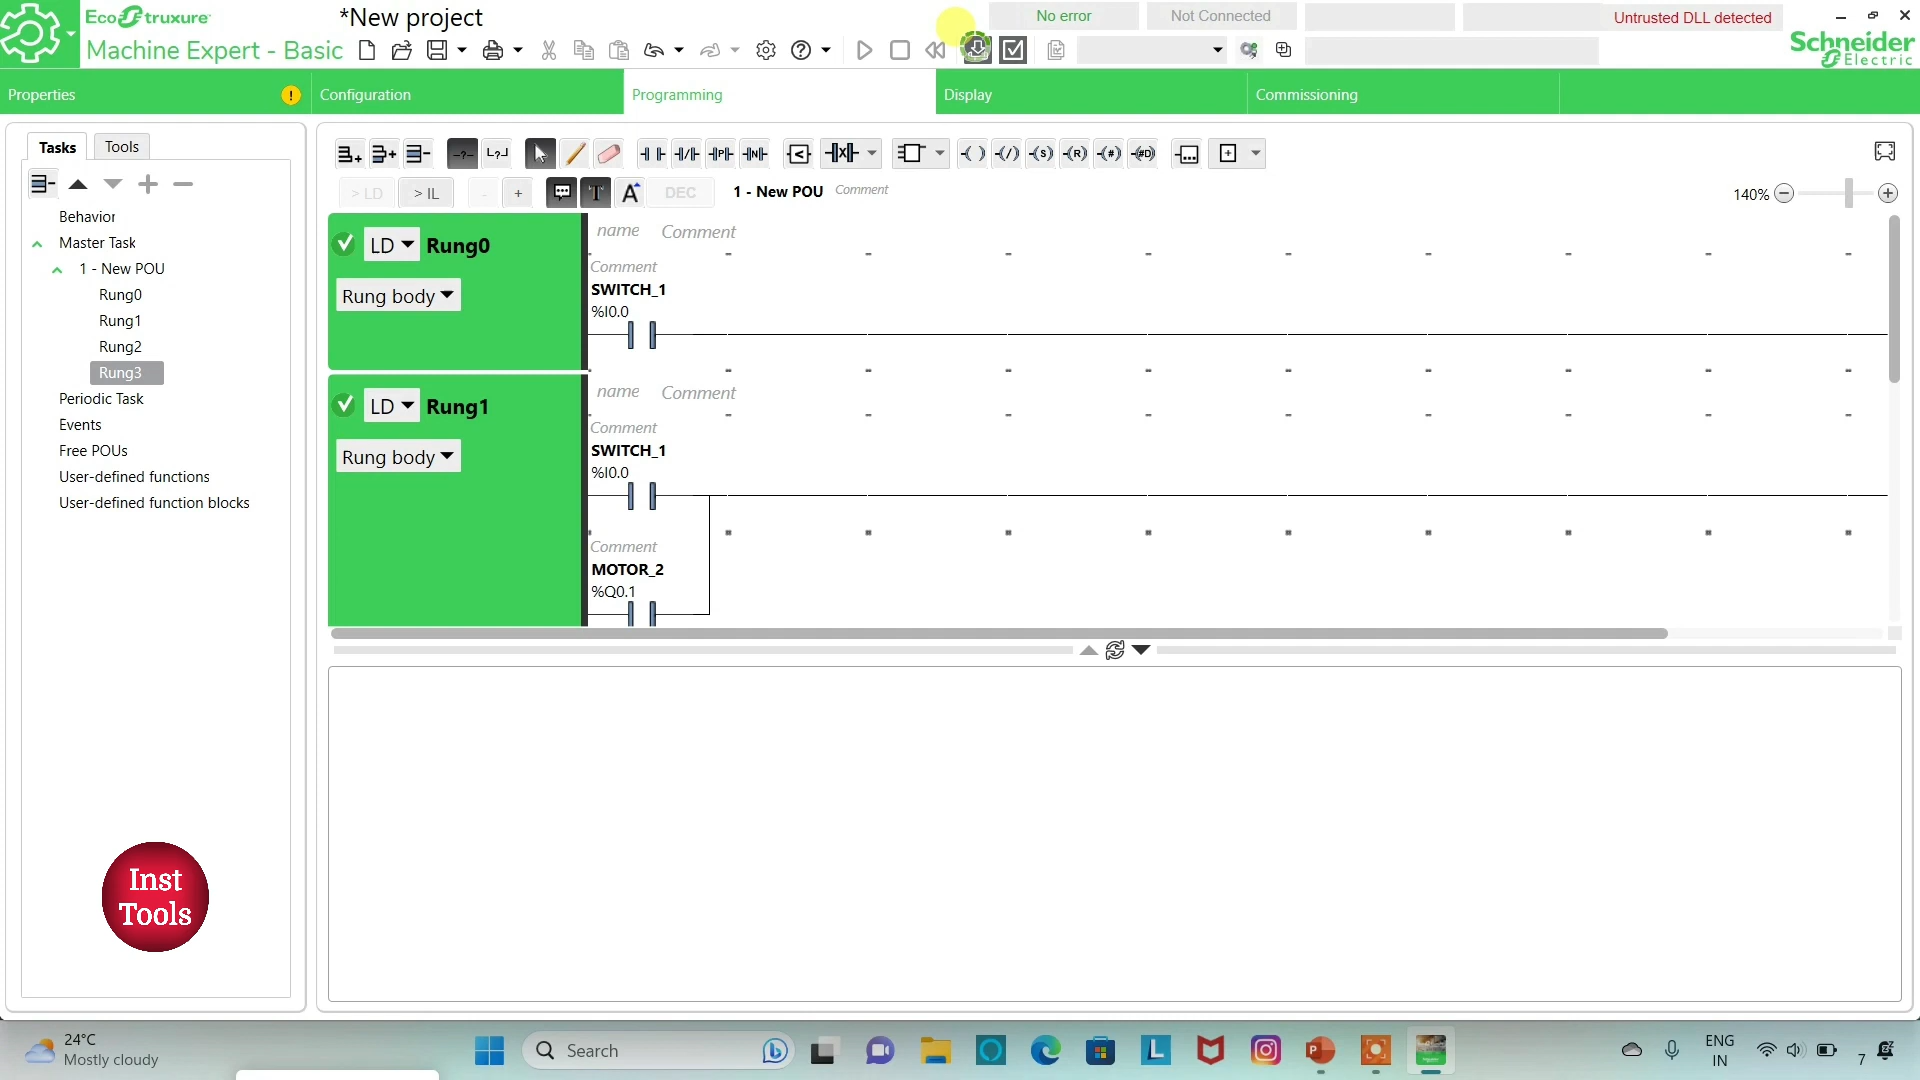 EcoStruxure
Machine Expert - Basic
*New project
No error
Not Connected
Untrusted DLL detected
Schneider
Electric
Properties
Configuration
Programming
Display
Commissioning
Tasks
Tools
Behavior
Master Task
1 - New POU
Rung0
Rung1
Rung2
Rung3
Periodic Task
Events
Free POUs
User-defined functions
User-defined function blocks
> LD
> IL
DEC
1 - New POU
Comment
140%
LD
Rung0
Rung body
name
Comment
Comment
SWITCH_1
%I0.0
LD
Rung1
Rung body
name
Comment
Comment
SWITCH_1
%I0.0
Comment
MOTOR_2
%Q0.1
Inst
Tools
24°C
Mostly cloudy
Search
ENG
IN
7